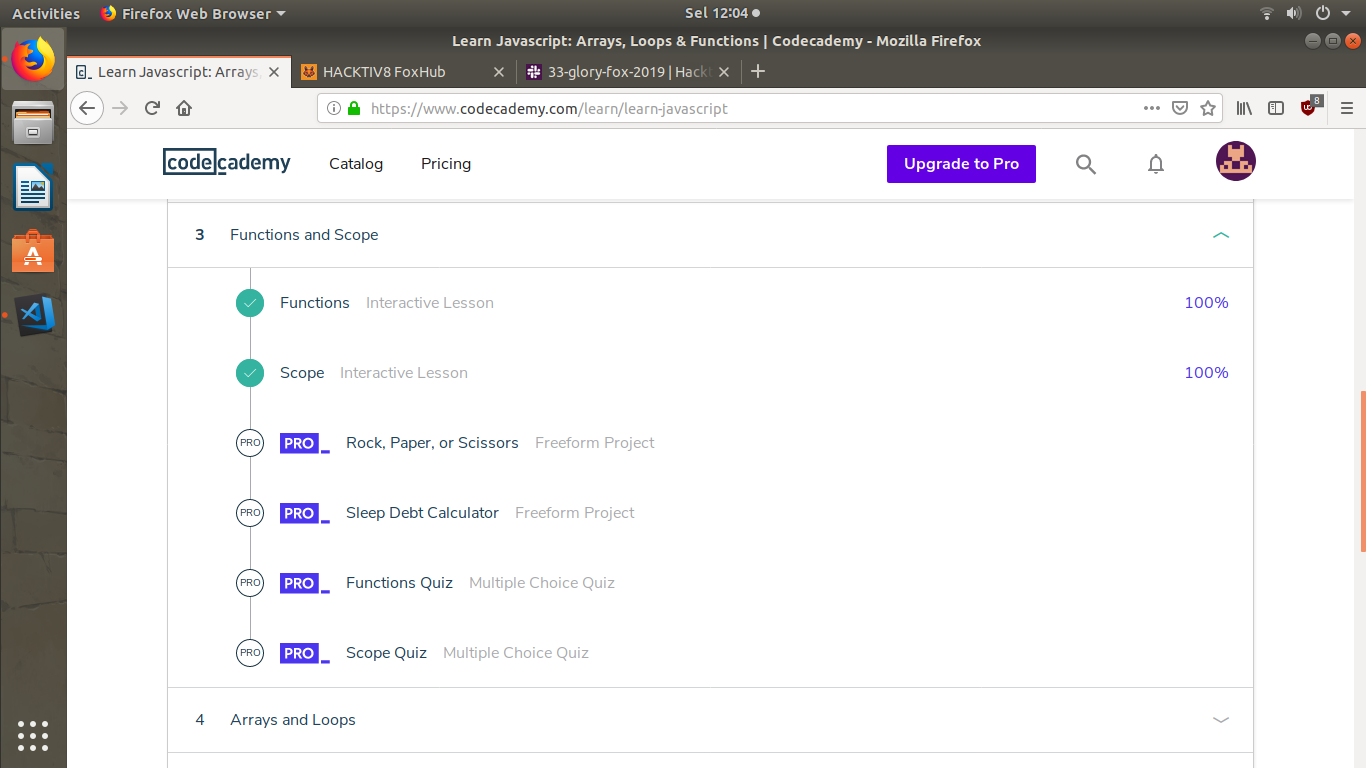 Activities Firefox Web Browser Sel 12:04
Learn Javascript: Arrays, Loops & Functions | Codecademy - Mozilla Firefox
Learn Javascript: Arrays, HACKTIV8 FoxHub 33-glory-fox-2019 | Hackt
https://www.codecademy.com/learn/learn-javascript 8
codecademy Catalog Pricing Upgrade to Pro
3 Functions and Scope
Functions Interactive Lesson 100%
Scope Interactive Lesson 100%
PRO PRO_ Rock, Paper, or Scissors Freeform Project
PRO PRO_ Sleep Debt Calculator Freeform Project
PRO PRO_ Functions Quiz Multiple Choice Quiz
PRO PRO_ Scope Quiz Multiple Choice Quiz
4 Arrays and Loops